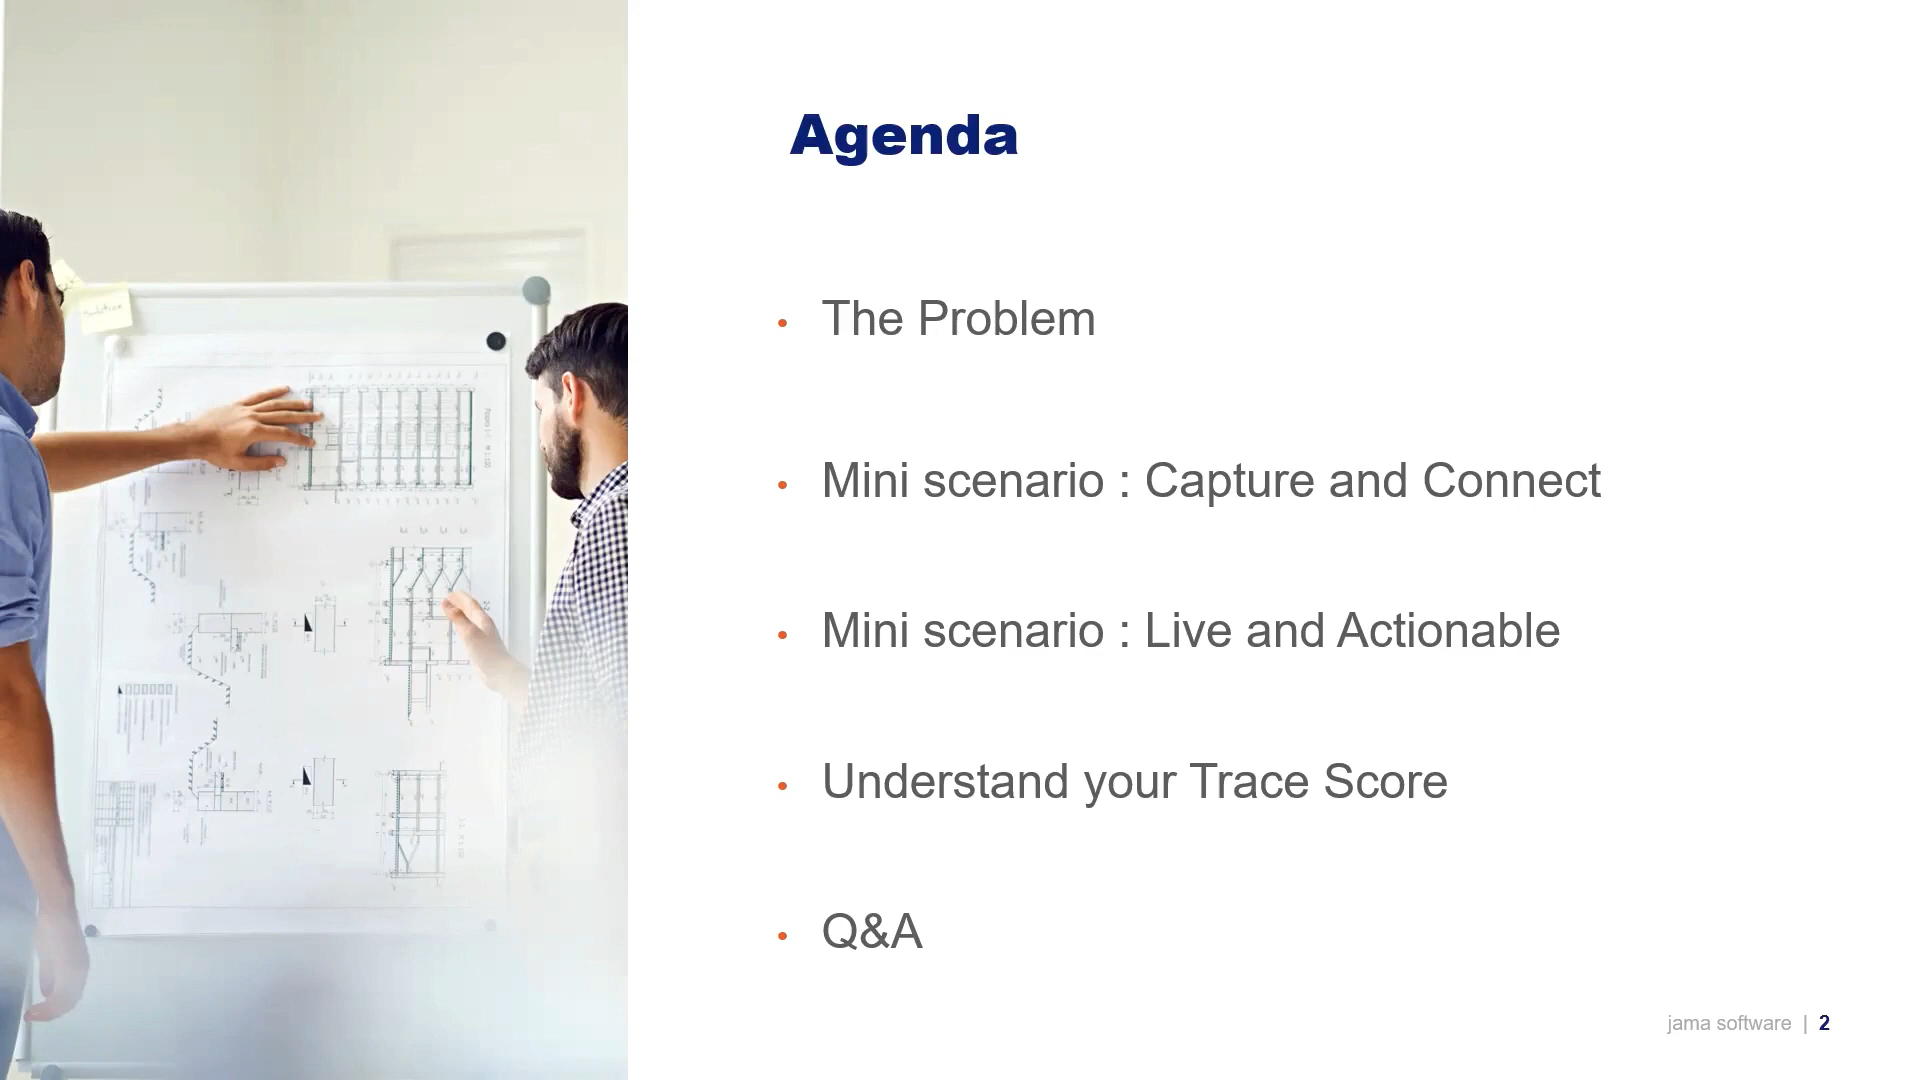 Agenda
• The Problem
• Mini scenario : Capture and Connect
• Mini scenario : Live and Actionable
• Understand your Trace Score
• Q&A
jama software | 2